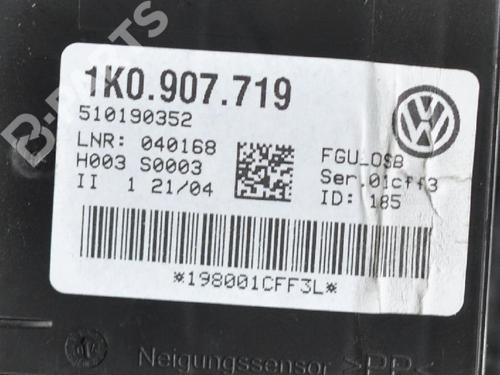 B-PARTS
1K0.907.719
510190352
LNR: 040168
H003 S0003
II 1 21/04
FGU_OSB
Ser.01cff3
ID: 185
*198001CFF3L*
Neigungssensor >PP<